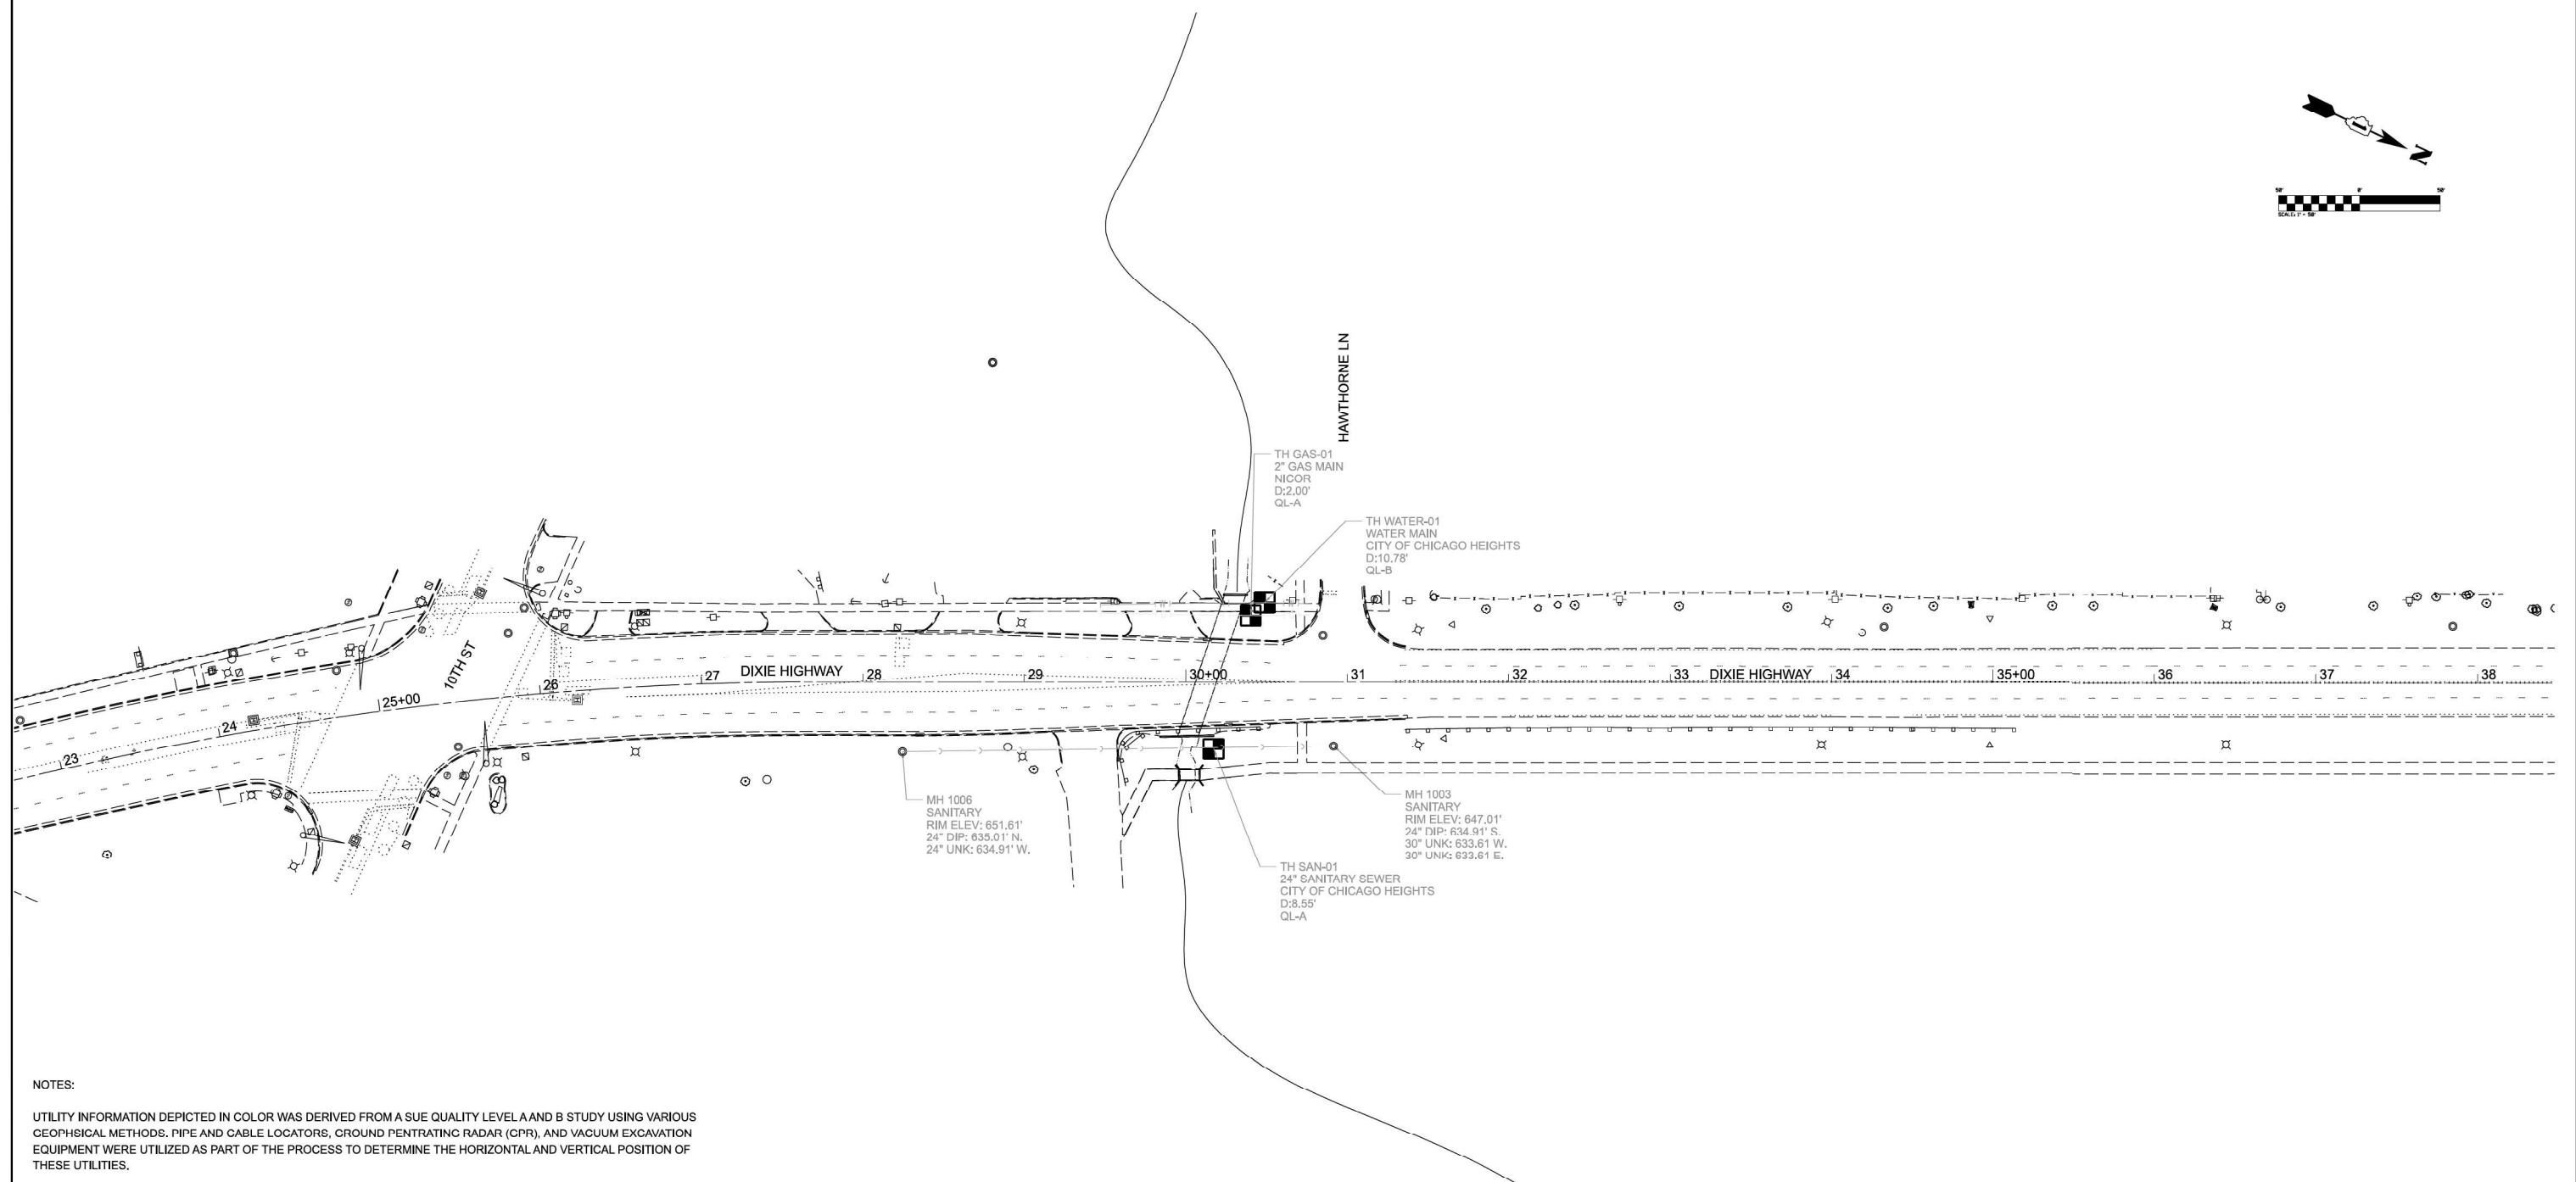 N
50' 0' 50'
SCALE: 1" = 50'
HAWTHORNE LN
TH GAS-01
2" GAS MAIN
NICOR
D:2.00'
QL-A
TH WATER-01
WATER MAIN
CITY OF CHICAGO HEIGHTS
D:10.78'
QL-B
10TH ST
DIXIE HIGHWAY
DIXIE HIGHWAY
23
24
25+00
26
27
28
29
30+00
31
32
33
34
35+00
36
37
38
MH 1006
SANITARY
RIM ELEV: 651.61'
24" DIP: 635.01' N.
24" UNK: 634.91' W.
MH 1003
SANITARY
RIM ELEV: 647.01'
24" DIP: 634.91' S.
30" UNK: 633.61 W.
30" UNK: 633.61 E.
TH SAN-01
24" SANITARY SEWER
CITY OF CHICAGO HEIGHTS
D:8.55'
QL-A
NOTES:
UTILITY INFORMATION DEPICTED IN COLOR WAS DERIVED FROM A SUE QUALITY LEVEL A AND B STUDY USING VARIOUS
GEOPHSICAL METHODS. PIPE AND CABLE LOCATORS, GROUND PENTRATING RADAR (GPR), AND VACUUM EXCAVATION
EQUIPMENT WERE UTILIZED AS PART OF THE PROCESS TO DETERMINE THE HORIZONTAL AND VERTICAL POSITION OF
THESE UTILITIES.